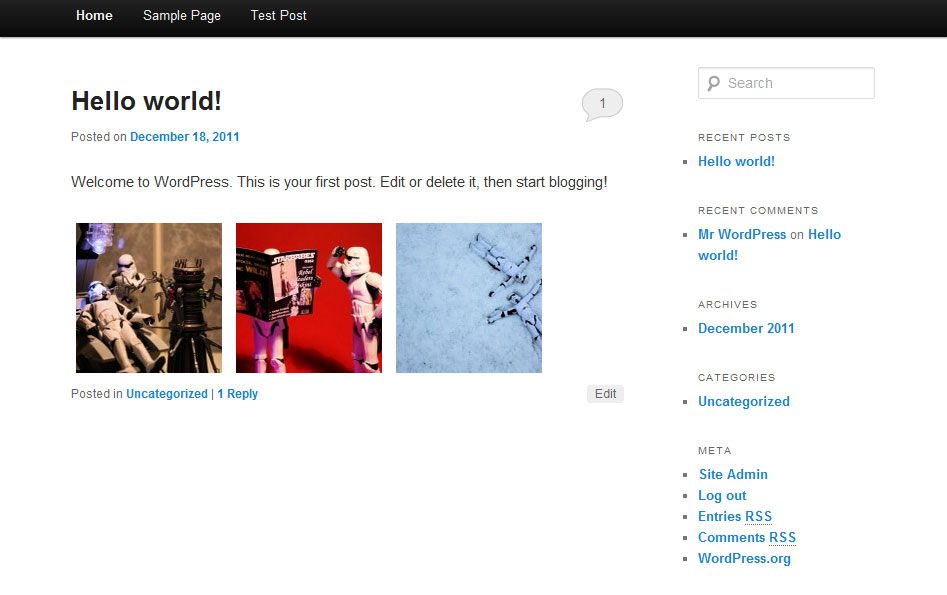 Home Sample Page Test Post
Hello world!
1
Posted on December 18, 2011
Welcome to WordPress. This is your first post. Edit or delete it, then start blogging!
STARBABES
WILD
Rebel
Posted in Uncategorized | 1 Reply
Edit
Search
RECENT POSTS
Hello world!
RECENT COMMENTS
Mr WordPress on Hello
world!
ARCHIVES
December 2011
CATEGORIES
Uncategorized
META
Site Admin
Log out
Entries RSS
Comments RSS
WordPress.org